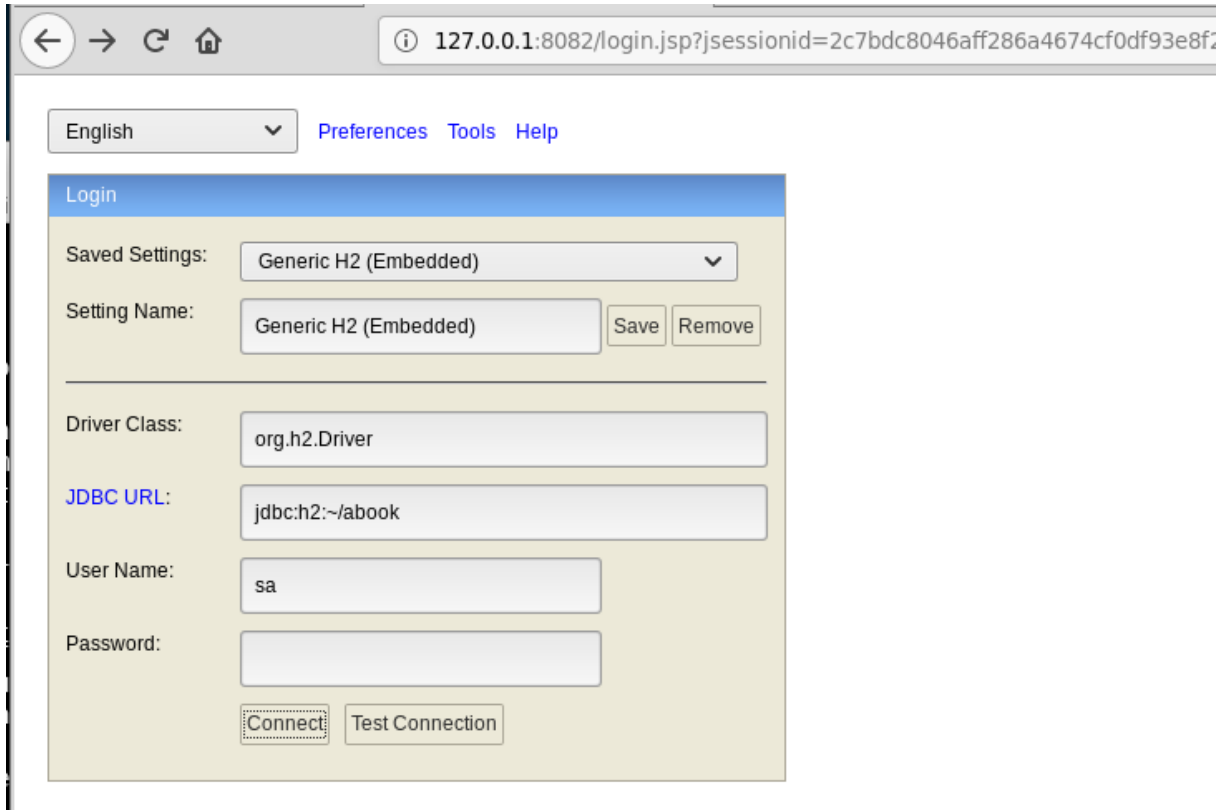 127.0.0.1:8082/login.jsp?jsessionid=2c7bdc8046aff286a4674cf0df93e8f2
English Preferences Tools Help
Login
Saved Settings: Generic H2 (Embedded)
Setting Name: Generic H2 (Embedded) Save Remove
Driver Class: org.h2.Driver
JDBC URL: jdbc:h2:~/abook
User Name: sa
Password:
Connect Test Connection